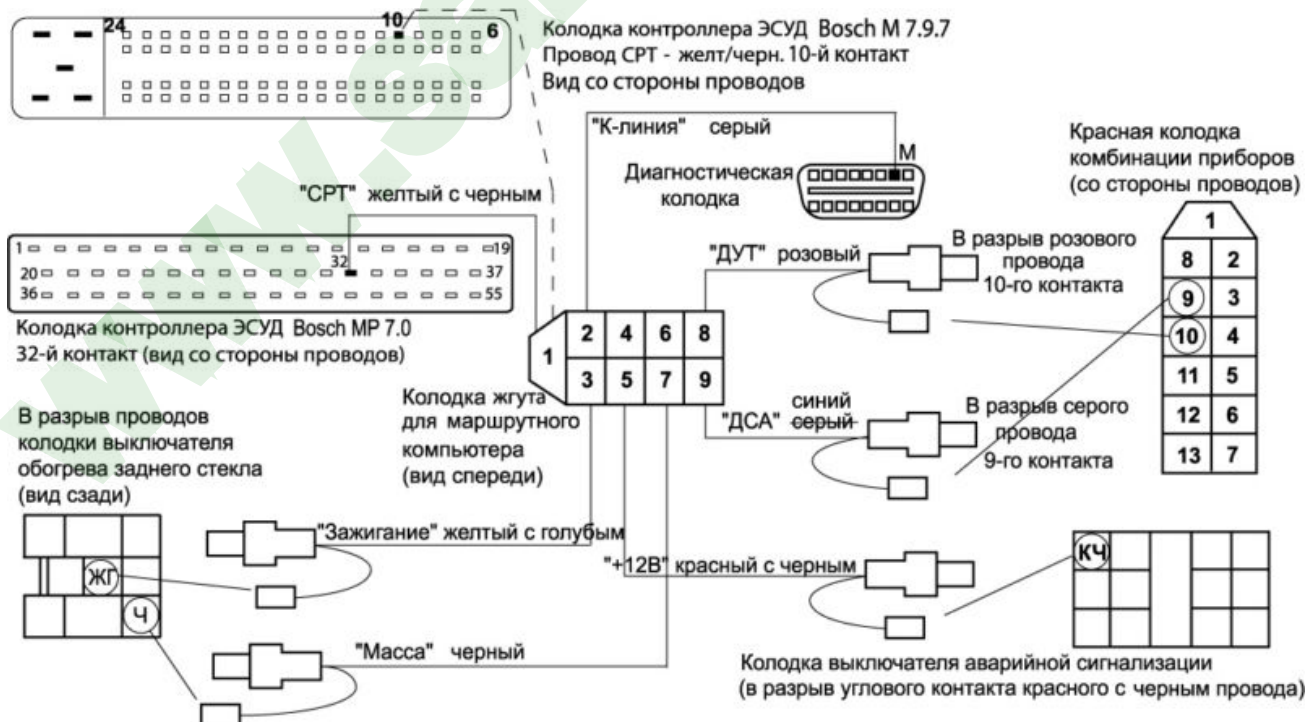 24
10
6
Колодка контроллера ЭСУД Bosch M 7.9.7
Провод СРТ - желт/черн. 10-й контакт
Вид со стороны проводов
"К-линия" серый
М
Диагностическая
колодка
Красная колодка
комбинации приборов
(со стороны проводов)
1
8 2
9 3
10 4
11 5
12 6
13 7
"СРТ" желтый с черным
1 19
32
20 37
36 55
Колодка контроллера ЭСУД Bosch MP 7.0
32-й контакт (вид со стороны проводов)
"ДУТ" розовый
В разрыв розового
провода
10-го контакта
1
2 4 6 8
3 5 7 9
Колодка жгута
для маршрутного
компьютера
(вид спереди)
синий
"ДСА" серый
В разрыв серого
провода
9-го контакта
В разрыв проводов
колодки выключателя
обогрева заднего стекла
(вид сзади)
ЖГ
Ч
"Зажигание" желтый с голубым
"+12В" красный с черным
КЧ
"Масса" черный
Колодка выключателя аварийной сигнализации
(в разрыв углового контакта красного с черным провода)